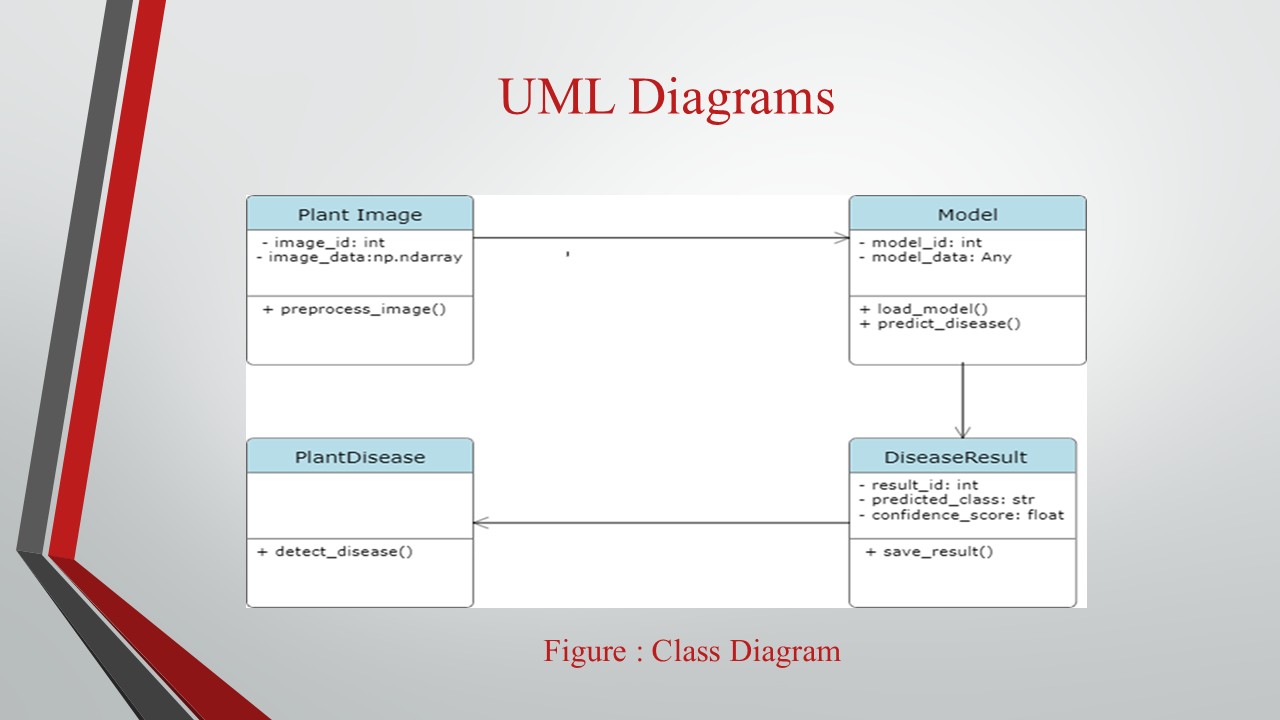 UML Diagrams
Plant Image
- image_id: int
- image_data:np.ndarray
+ preprocess_image()
Model
- model_id: int
- model_data: Any
+ load_model()
+ predict_disease()
PlantDisease
+ detect_disease()
DiseaseResult
- result_id: int
- predicted_class: str
- confidence_score: float
+ save_result()
Figure : Class Diagram